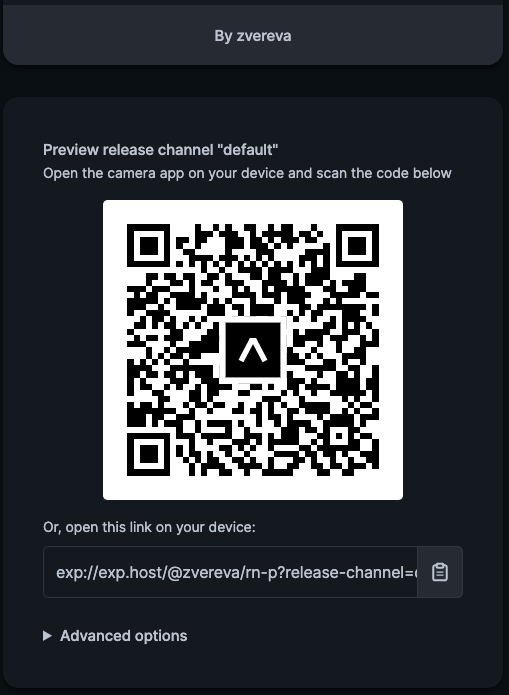 By zvereva
Preview release channel "default"
Open the camera app on your device and scan the code below
Or, open this link on your device:
exp://exp.host/@zvereva/rn-p?release-channel=
Advanced options